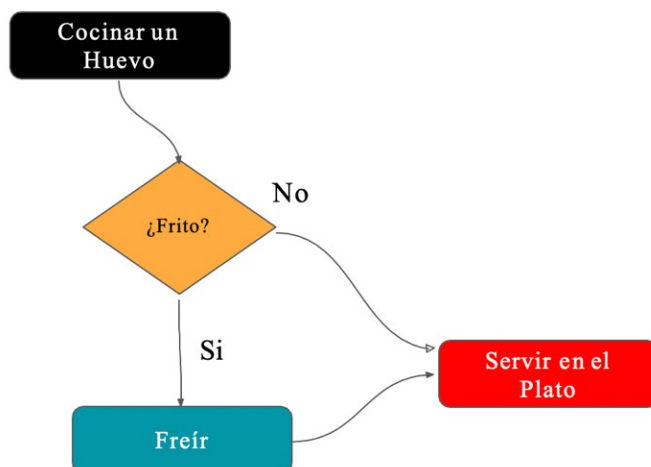 Cocinar un
Huevo
¿Frito?
No
Si
Servir en el
Plato
Freír